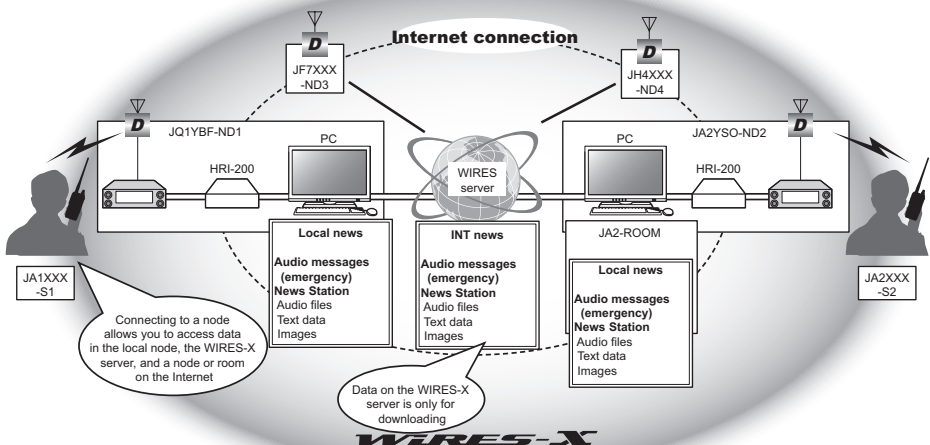 Internet connection
D
JF7XXX
-ND3
D
JH4XXX
-ND4
D
JQ1YBF-ND1
HRI-200
PC
WIRES
server
PC
JA2YSO-ND2
HRI-200
D
JA1XXX
-S1
JA2XXX
-S2
Local news
Audio messages
(emergency)
News Station
Audio files
Text data
Images
INT news
Audio messages
(emergency)
News Station
Audio files
Text data
Images
JA2-ROOM
Local news
Audio messages
(emergency)
News Station
Audio files
Text data
Images
Connecting to a node
allows you to access data
in the local node, the WIRES-X
server, and a node or room
on the Internet
Data on the WIRES-X
server is only for
downloading
WIRES-X